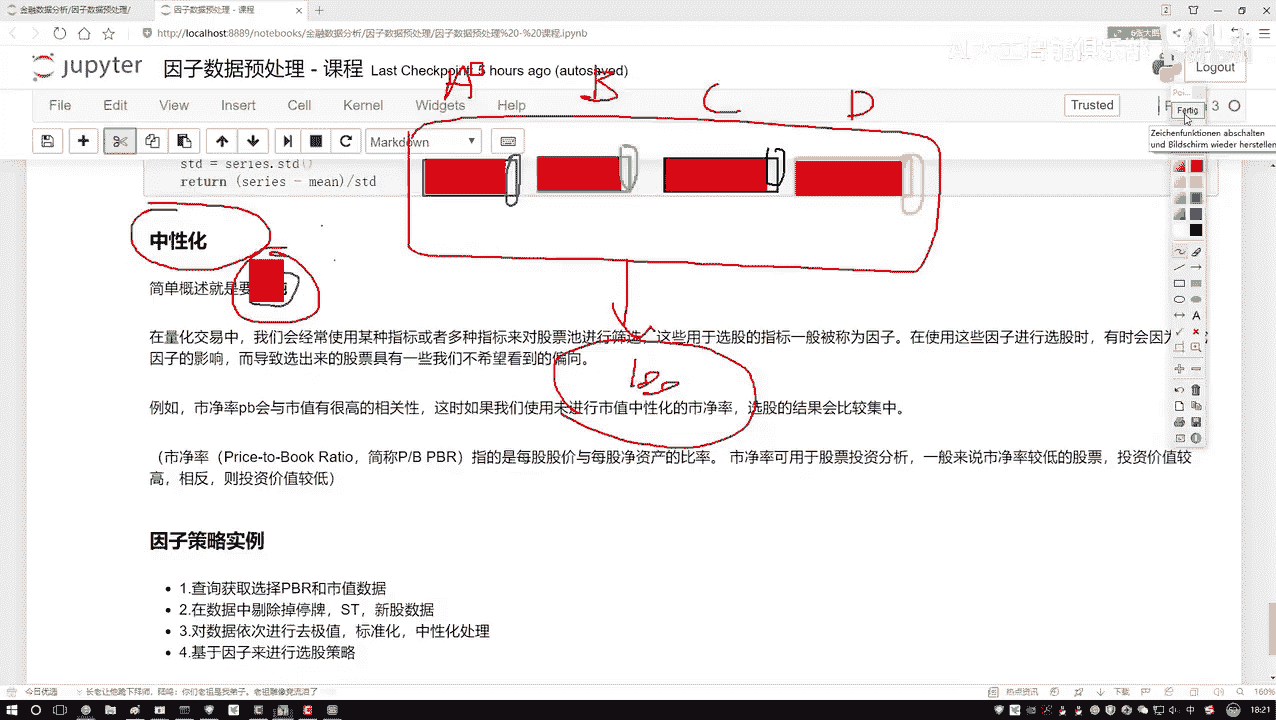 金融数据分析/因子数据预处理/
因子数据预处理 - 课程
http://localhost:8889/notebooks/金融数据分析/因子数据预处理/因子数据预处理%20-%20课程.ipynb
jupyter 因子数据预处理 - 课程 Last Checkpoint: 5 hours ago (autosaved)
Logout
A B C D
File Edit View Insert Cell Kernel Widgets Help
Trusted
3
Markdown
Fertig
Zeichenfunktionen abschalten
und Bildschirm wieder herstellen
std = series.std()
return (series - mean)/std
中性化
简单概述就是要
在量化交易中，我们会经常使用某种指标或者多种指标来对股票池进行筛选，这些用于选股的指标一般被称为因子。在使用这些因子进行选股时，有时会因为
因子的影响，而导致选出来的股票具有一些我们不希望看到的偏向。
例如，市净率pb会与市值有很高的相关性，这时如果我们使用未进行市值中性化的市净率，选股的结果会比较集中。
（市净率（Price-to-Book Ratio，简称P/B PBR）指的是每股股价与每股净资产的比率。 市净率可用于股票投资分析，一般来说市净率较低的股票，投资价值较
高，相反，则投资价值较低）
因子策略实例
1.查询获取选择PBR和市值数据
2.在数据中剔除掉停牌，ST，新股数据
3.对数据依次进行去极值，标准化，中性化处理
4.基于因子来进行选股策略
今日优选
热点资讯
下载
160%
中
18:21